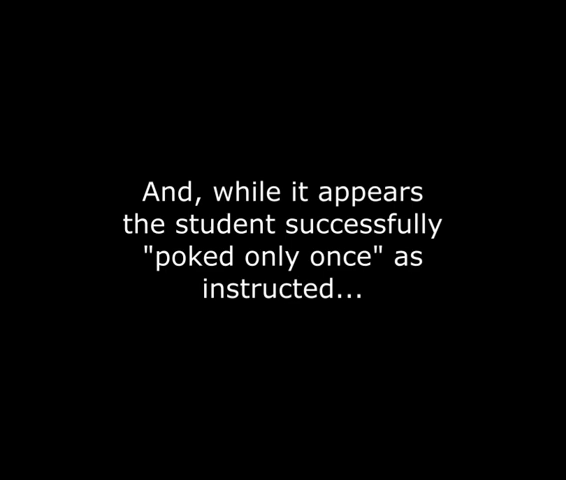 And, while it appears
the student successfully
"poked only once" as
instructed...